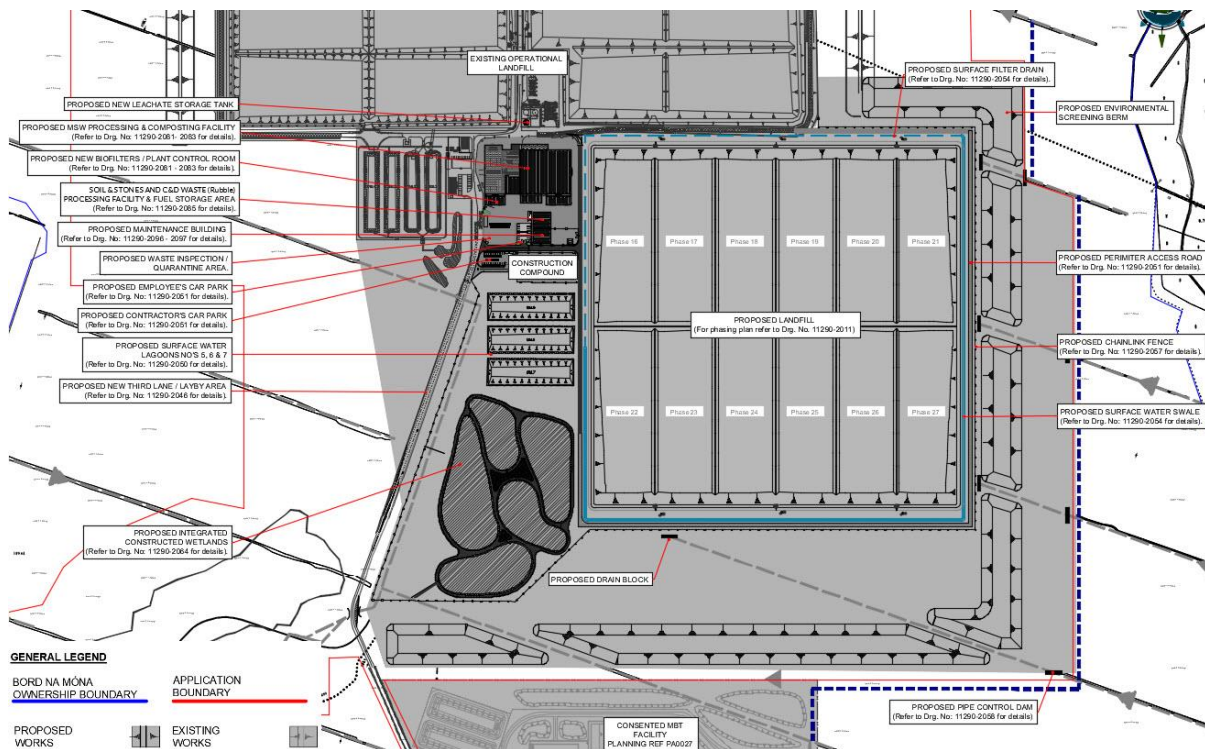 EXISTING OPERATIONAL
LANDFILL
PROPOSED NEW LEACHATE STORAGE TANK
PROPOSED MSW PROCESSING & COMPOSTING FACILITY
(Refer to Drg. No: 11290-2081- 2083 for details).
PROPOSED NEW BIOFILTERS / PLANT CONTROL ROOM
(Refer to Drg. No: 11290-2081 - 2083 for details).
SOIL & STONES AND C&D WASTE (Rubble)
PROCESSING FACILITY & FUEL STORAGE AREA
(Refer to Drg. No: 11290-2085 for details).
PROPOSED MAINTENANCE BUILDING
(Refer to Drg. No: 11290-2096 - 2097 for details).
PROPOSED WASTE INSPECTION /
QUARANTINE AREA.
PROPOSED EMPLOYEE'S CAR PARK
(Refer to Drg. No: 11290-2051 for details).
PROPOSED CONTRACTOR'S CAR PARK
(Refer to Drg. No: 11290-2051 for details).
PROPOSED SURFACE WATER
LAGOONS NO'S 5, 6 & 7
(Refer to Drg. No: 11290-2050 for details).
PROPOSED NEW THIRD LANE / LAYBY AREA
(Refer to Drg. No: 11290-2046 for details).
PROPOSED INTEGRATED
CONSTRUCTED WETLANDS
(Refer to Drg. No: 11290-2064 for details).
CONSTRUCTION
COMPOUND
PROPOSED SURFACE FILTER DRAIN
(Refer to Drg. No: 11290-2054 for details).
PROPOSED ENVIRONMENTAL
SCREENING BERM
Phase 16
Phase 17
Phase 18
Phase 19
Phase 20
Phase 21
PROPOSED PERIMITER ACCESS ROAD
(Refer to Drg. No: 11290-2051 for details).
PROPOSED LANDFILL
(For phasing plan refer to Drg. No. 11290-2011)
PROPOSED CHAINLINK FENCE
(Refer to Drg. No: 11290-2057 for details).
Phase 22
Phase 23
Phase 24
Phase 25
Phase 26
Phase 27
PROPOSED SURFACE WATER SWALE
(Refer to Drg. No: 11290-2054 for details).
PROPOSED DRAIN BLOCK
PROPOSED PIPE CONTROL DAM
(Refer to Drg. No: 11290-2058 for details)
CONSENTED MBT
FACILITY
PLANNING REF PA0027
GENERAL LEGEND
BORD NA MÓNA
OWNERSHIP BOUNDARY
APPLICATION
BOUNDARY
PROPOSED
WORKS
EXISTING
WORKS